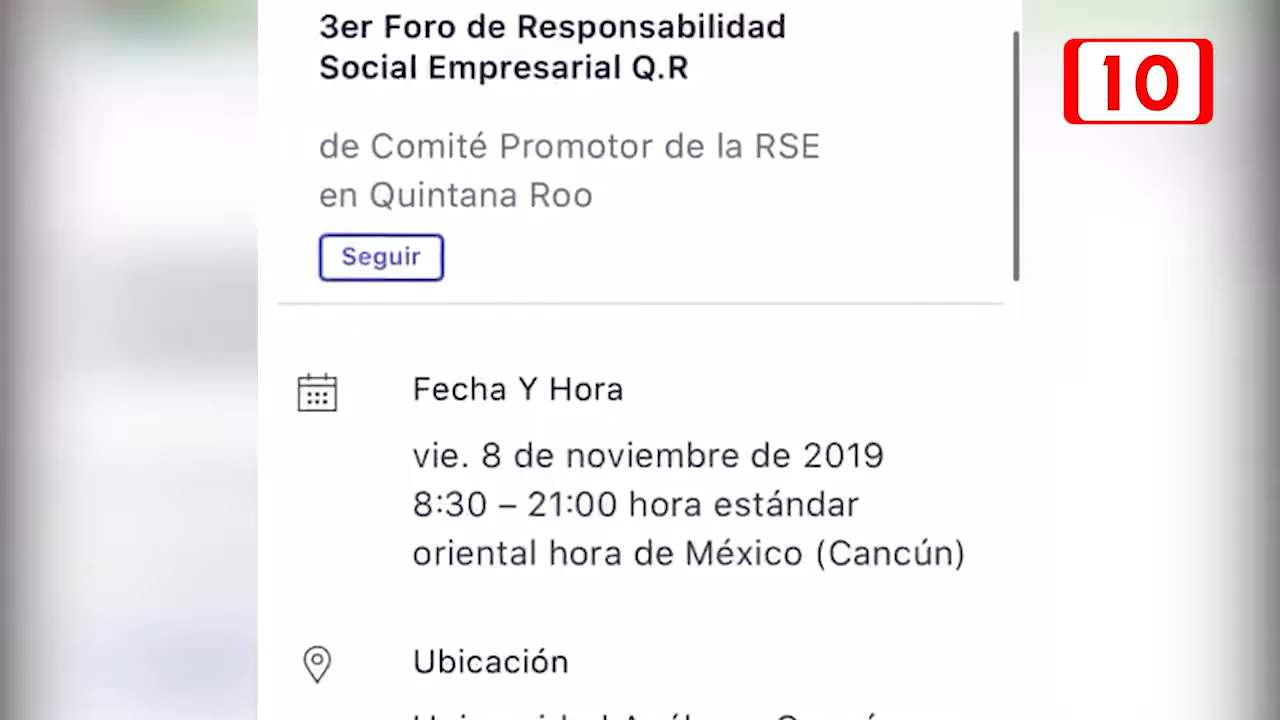 3er Foro de Responsabilidad
Social Empresarial Q.R
10
de Comité Promotor de la RSE
en Quintana Roo
Seguir
Fecha Y Hora
vie. 8 de noviembre de 2019
8:30 – 21:00 hora estándar
oriental hora de México (Cancún)
Ubicación